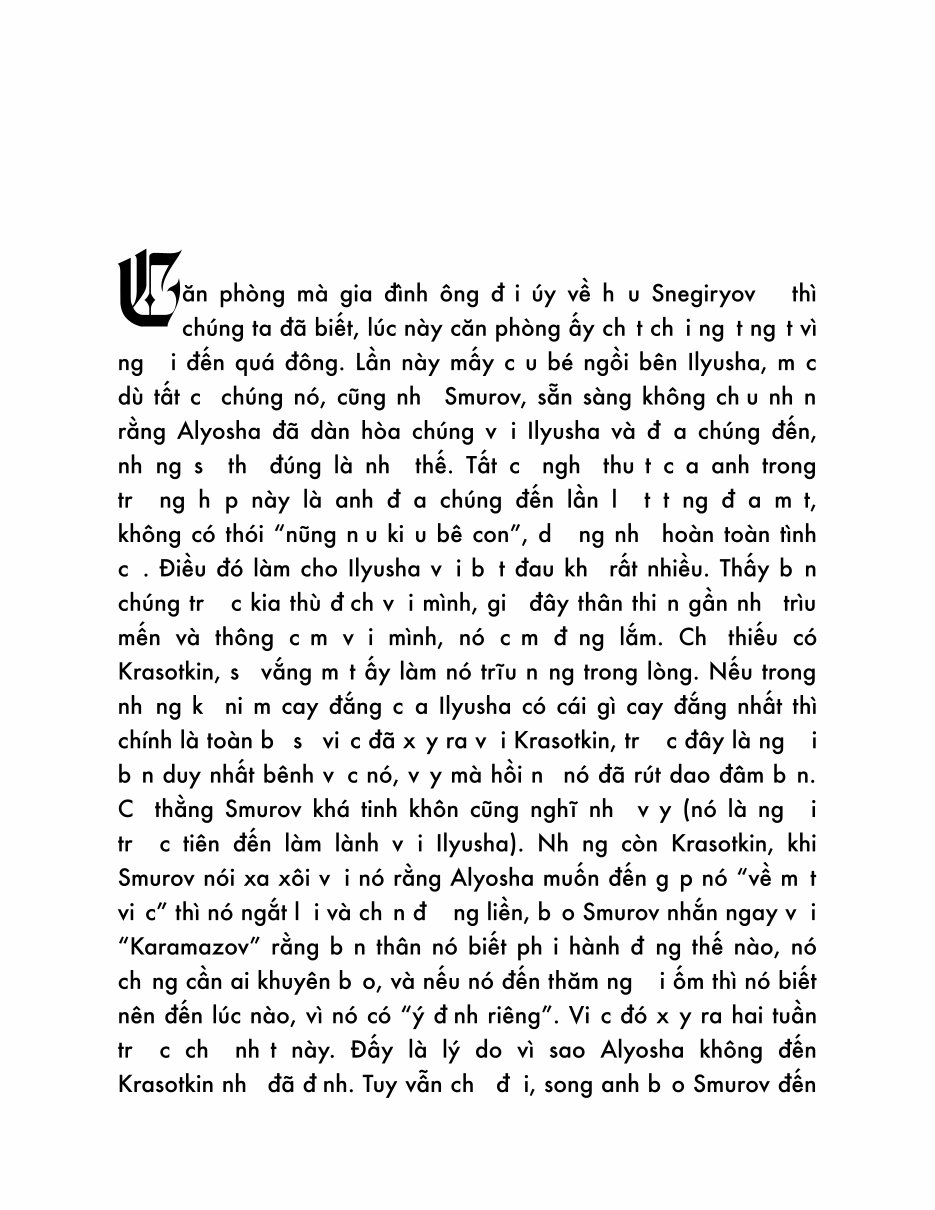 Căn phòng mà gia đình ông đ i úy về h u Snegiryov thì
chúng ta đã biết, lúc này căn phòng ấy ch t ch i ng t ng t vì
ng i đến quá đông. Lần này mấy c u bé ngồi bên Ilyusha, m c
dù tất c chúng nó, cũng nh Smurov, sẵn sàng không ch u nh n
rằng Alyosha đã dàn hòa chúng v i Ilyusha và đ a chúng đến,
nh ng s th đúng là nh thế. Tất c ngh thu t c a anh trong
tr ng h p này là anh đ a chúng đến lần l t t ng đ a m t,
không có thói “nũng n u ki u bê con”, d ng nh hoàn toàn tình
c . Điều đó làm cho Ilyusha v i b t đau kh rất nhiều. Thấy b n
chúng tr c kia thù đ ch v i mình, gi đây thân thi n gần nh trìu
mến và thông c m v i mình, nó c m đ ng lắm. Ch thiếu có
Krasotkin, s vắng m t ấy làm nó trĩu n ng trong lòng. Nếu trong
nh ng k ni m cay đắng c a Ilyusha có cái gì cay đắng nhất thì
chính là toàn b s vi c đã x y ra v i Krasotkin, tr c đây là ng i
b n duy nhất bênh v c nó, v y mà hồi n nó đã rút dao đâm b n.
C thằng Smurov khá tinh khôn cũng nghĩ nh v y (nó là ng i
tr c tiên đến làm lành v i Ilyusha). Nh ng còn Krasotkin, khi
Smurov nói xa xôi v i nó rằng Alyosha muốn đến g p nó “về m t
vi c” thì nó ngắt l i và ch n đ ng liền, b o Smurov nhắn ngay v i
“Karamazov” rằng b n thân nó biết ph i hành đ ng thế nào, nó
ch ng cần ai khuyên b o, và nếu nó đến thăm ng i ốm thì nó biết
nên đến lúc nào, vì nó có “ý đ nh riêng”. Vi c đó x y ra hai tuần
tr c ch nh t này. Đấy là lý do vì sao Alyosha không đến
Krasotkin nh đã đ nh. Tuy vẫn ch đ i, song anh b o Smurov đến